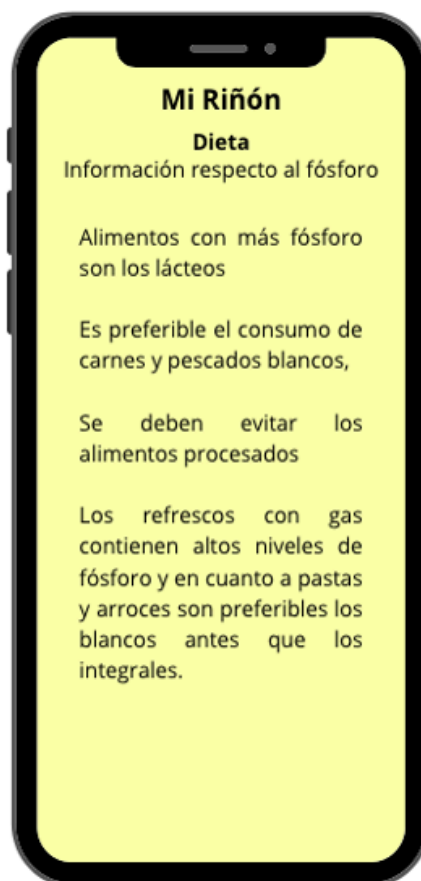 Mi Riñón
Dieta
Información respecto al fósforo
Alimentos con más fósforo
son los lácteos
Es preferible el consumo de
carnes y pescados blancos,
Se deben evitar los
alimentos procesados
Los refrescos con gas
contienen altos niveles de
fósforo y en cuanto a pastas
y arroces son preferibles los
blancos antes que los
integrales.